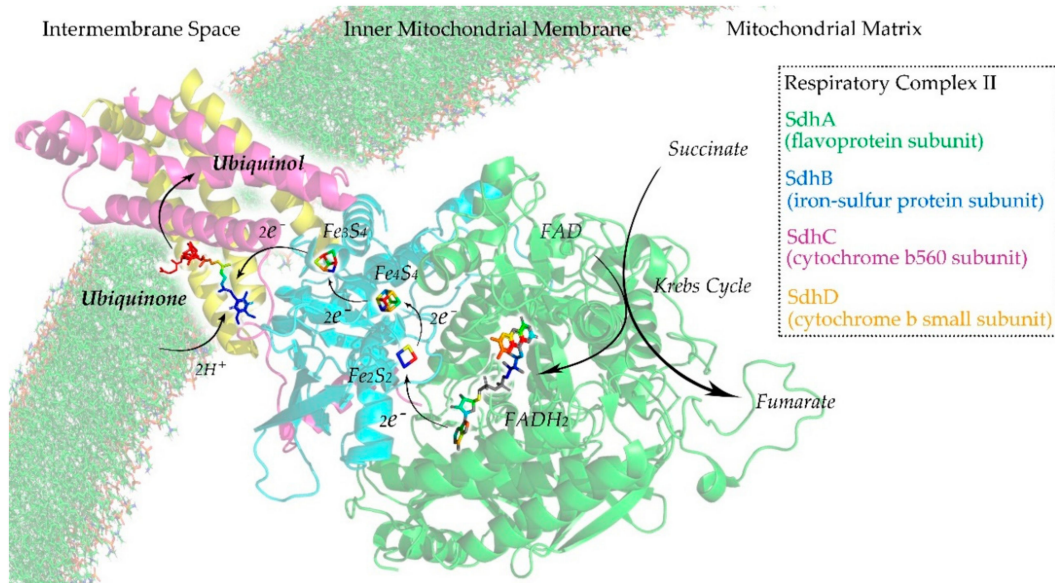 Intermembrane Space
Inner Mitochondrial Membrane
Mitochondrial Matrix
Respiratory Complex II
SdhA
(flavoprotein subunit)
SdhB
(iron-sulfur protein subunit)
SdhC
(cytochrome b560 subunit)
SdhD
(cytochrome b small subunit)
Succinate
Ubiquinol
2e⁻
Fe₃S₄
FAD
Fe₄S₄
Krebs Cycle
Ubiquinone
2e⁻
2e⁻
2H⁺
Fe₂S₂
Fumarate
2e⁻
FADH₂